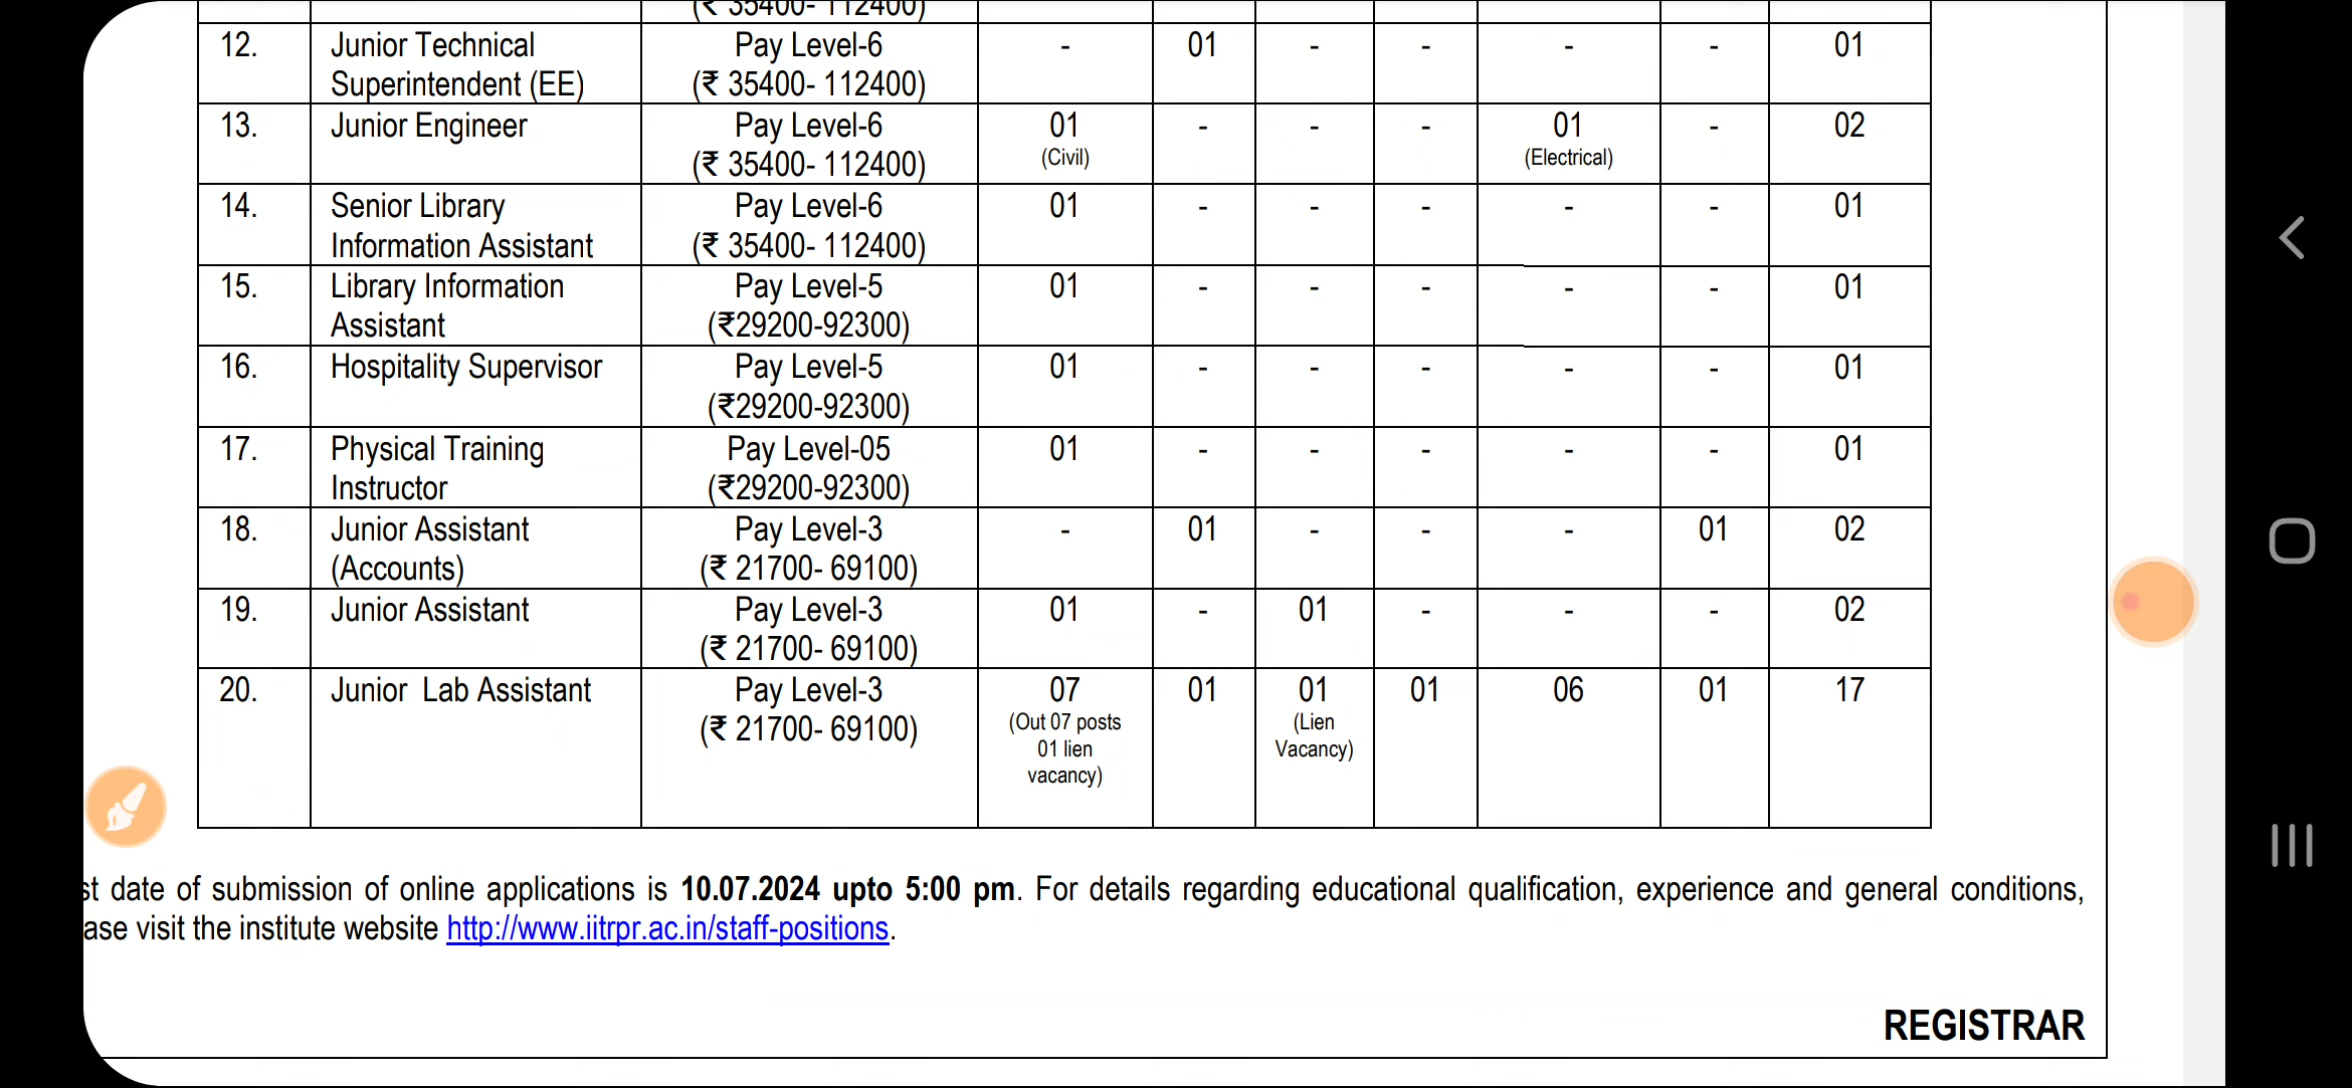 (₹ 35400- 112400)
12. Junior Technical Pay Level-6 - 01 - - - - 01
Superintendent (EE) (₹ 35400- 112400)
13. Junior Engineer Pay Level-6 01 - - - 01 - 02
(₹ 35400- 112400) (Civil) (Electrical)
14. Senior Library Pay Level-6 01 - - - - - 01
Information Assistant (₹ 35400- 112400)
15. Library Information Pay Level-5 01 - - - - - 01
Assistant (₹29200-92300)
16. Hospitality Supervisor Pay Level-5 01 - - - - - 01
(₹29200-92300)
17. Physical Training Pay Level-05 01 - - - - - 01
Instructor (₹29200-92300)
18. Junior Assistant Pay Level-3 - 01 - - - 01 02
(Accounts) (₹ 21700- 69100)
19. Junior Assistant Pay Level-3 01 - 01 - - - 02
(₹ 21700- 69100)
20. Junior Lab Assistant Pay Level-3 07 01 01 01 06 01 17
(₹ 21700- 69100) (Out 07 posts (Lien
01 lien Vacancy)
vacancy)
st date of submission of online applications is 10.07.2024 upto 5:00 pm. For details regarding educational qualification, experience and general conditions,
ase visit the institute website http://www.iitrpr.ac.in/staff-positions.
REGISTRAR